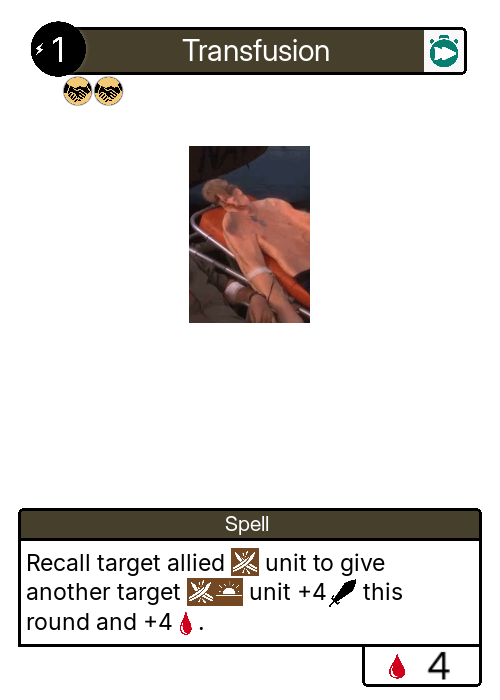 1
Transfusion
Spell
Recall target allied unit to give
another target unit +4 this
round and +4 .
4